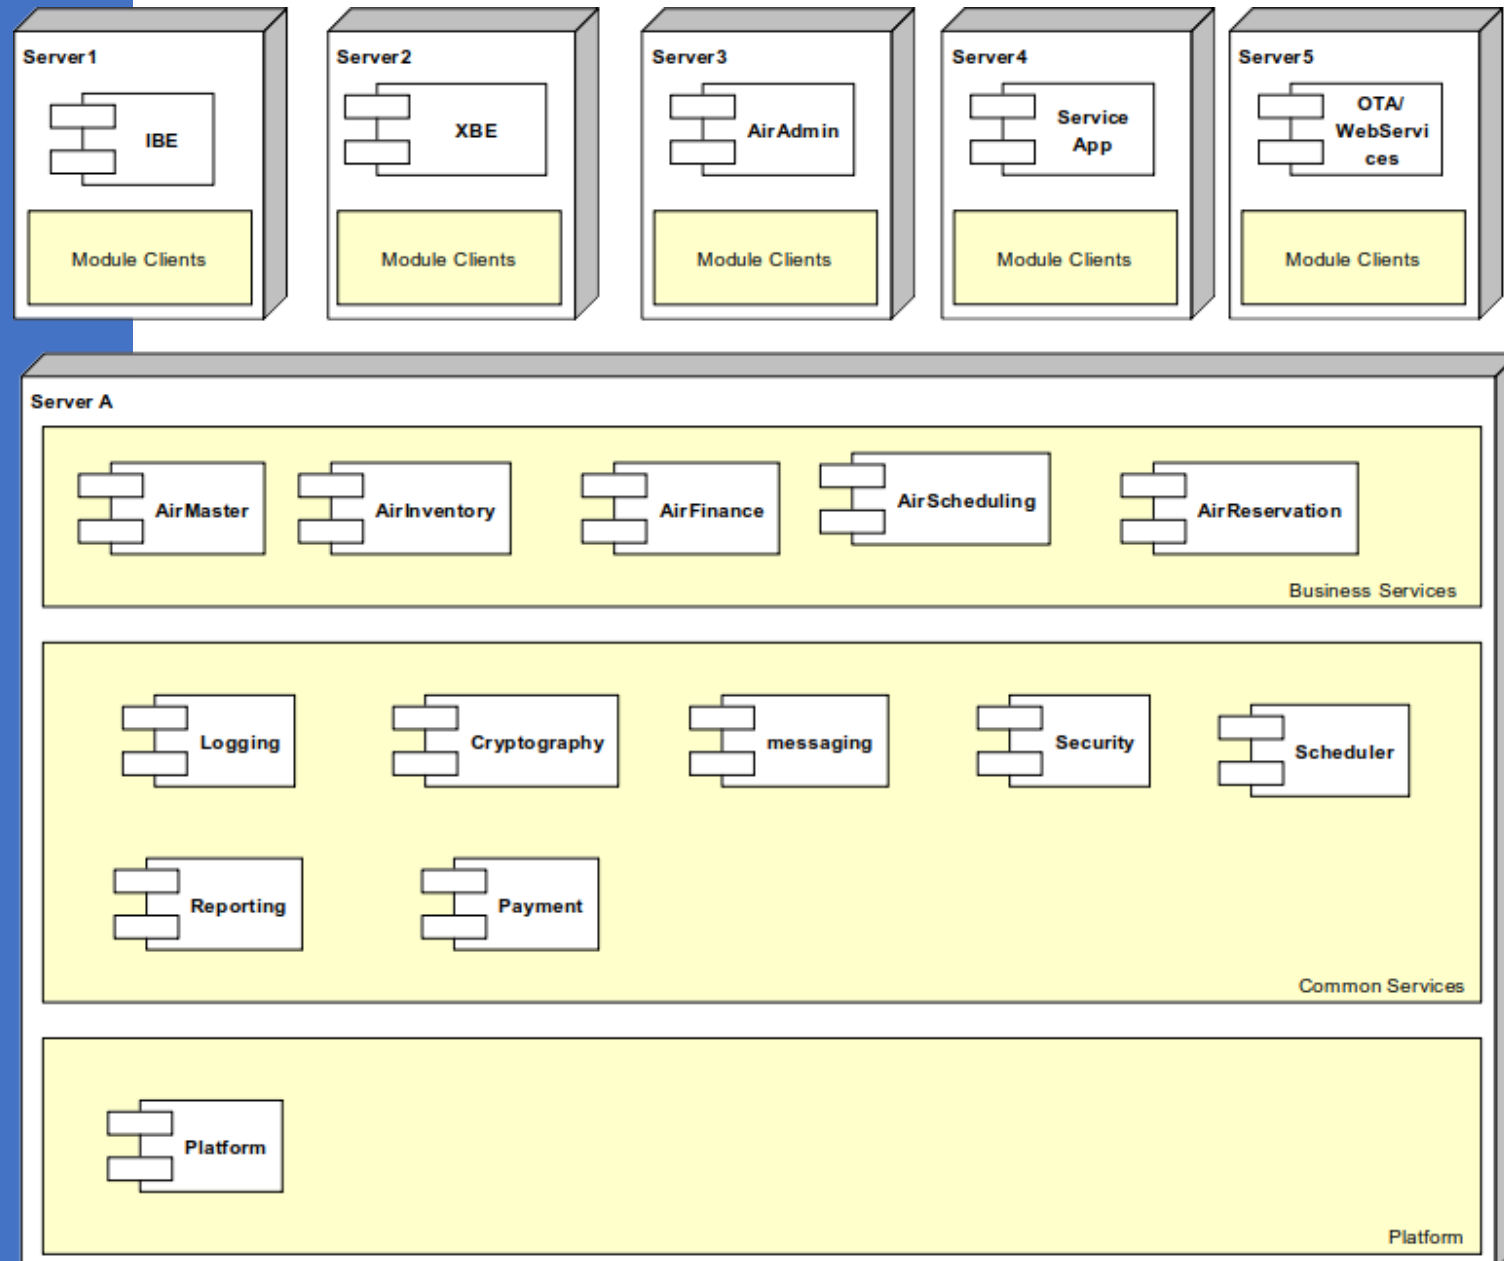 Server1
IBE
Module Clients
Server2
XBE
Module Clients
Server3
AirAdmin
Module Clients
Server4
Service
App
Module Clients
Server5
OTA/
WebServi
ces
Module Clients
Server A
AirMaster
AirInventory
AirFinance
AirScheduling
AirReservation
Business Services
Logging
Cryptography
messaging
Security
Scheduler
Reporting
Payment
Common Services
Platform
Platform